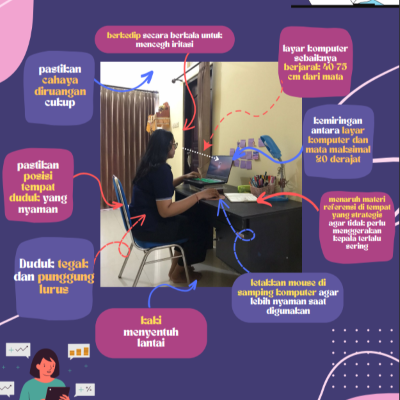 berkedip secara berkala untuk
mencegh iritasi
layar komputer
sebaiknya
berjarak 40-75
cm dari mata
pastikan
cahaya
diruangan
cukup
kemiringan
antara layar
komputer dan
mata maksimal
80 derajat
pastikan
posisi
tempat
duduk yang
nyaman
menaruh materi
referensi di tempat
yang strategis
agar tidak perlu
menggerakan
kepala terlalu
sering
Duduk tegak
dan punggung
lurus
letakkan mouse di
samping komputer agar
lebih nyaman saat
digunakan
kaki
menyentuh
lantai